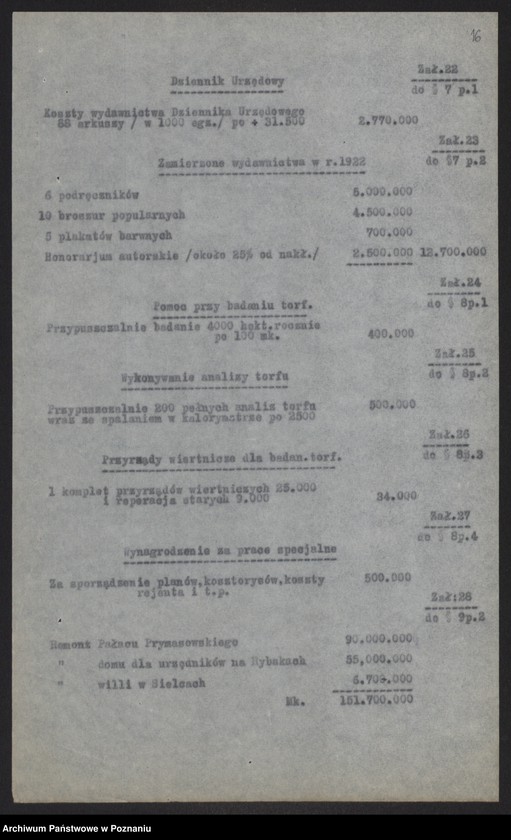 16
Zał.22
Dziennik Urzędowy
do § 7 p.1
Koszty wydawnictwa Dziennika Urzędowego
88 arkuszy / w 1000 egz./ po + 31.500 2.770.000
Zał.23
Zamierzone wydawnictwa w r.1922 do §7 p.2
6 podręczników 5.000.000
10 broszur popularnych 4.500.000
5 plakatów barwnych 700.000
Honorarjum autorskie /około 25% od nakł./ 2.500.000 12.700.000
Zał.24
Pomoc przy badaniu torf. do § 8p.1
Przypuszczalnie badanie 4000 hekt.rocznie
po 100 mk. 400.000
Zał.25
Wykonywanie analizy torfu do § 8p.2
Przypuszczalnie 200 pełnych analiz torfu 500.000
wraz ze spalaniem w kalorymetrze po 2500
Zał.26
Przyrządy wiertnicze dla badan.torf. do § 8p.3
1 komplet przyrządów wiertniczych 25.000
i reperacja starych 9.000 34.000
Zał.27
do § 8p.4
Wynagrodzenie za prace specjalne
Za sporządzenie planów,kosztorysów,koszty 500.000
rejenta i t.p.
Zał:28
do § 9p.2
Remont Pałacu Prymasowskiego 90.000.000
" domu dla urzędników na Rybakach 55,000.000
" willi w Sielcach 6.700.000
Mk. 151.700.000
Archiwum Państwowe w Poznaniu